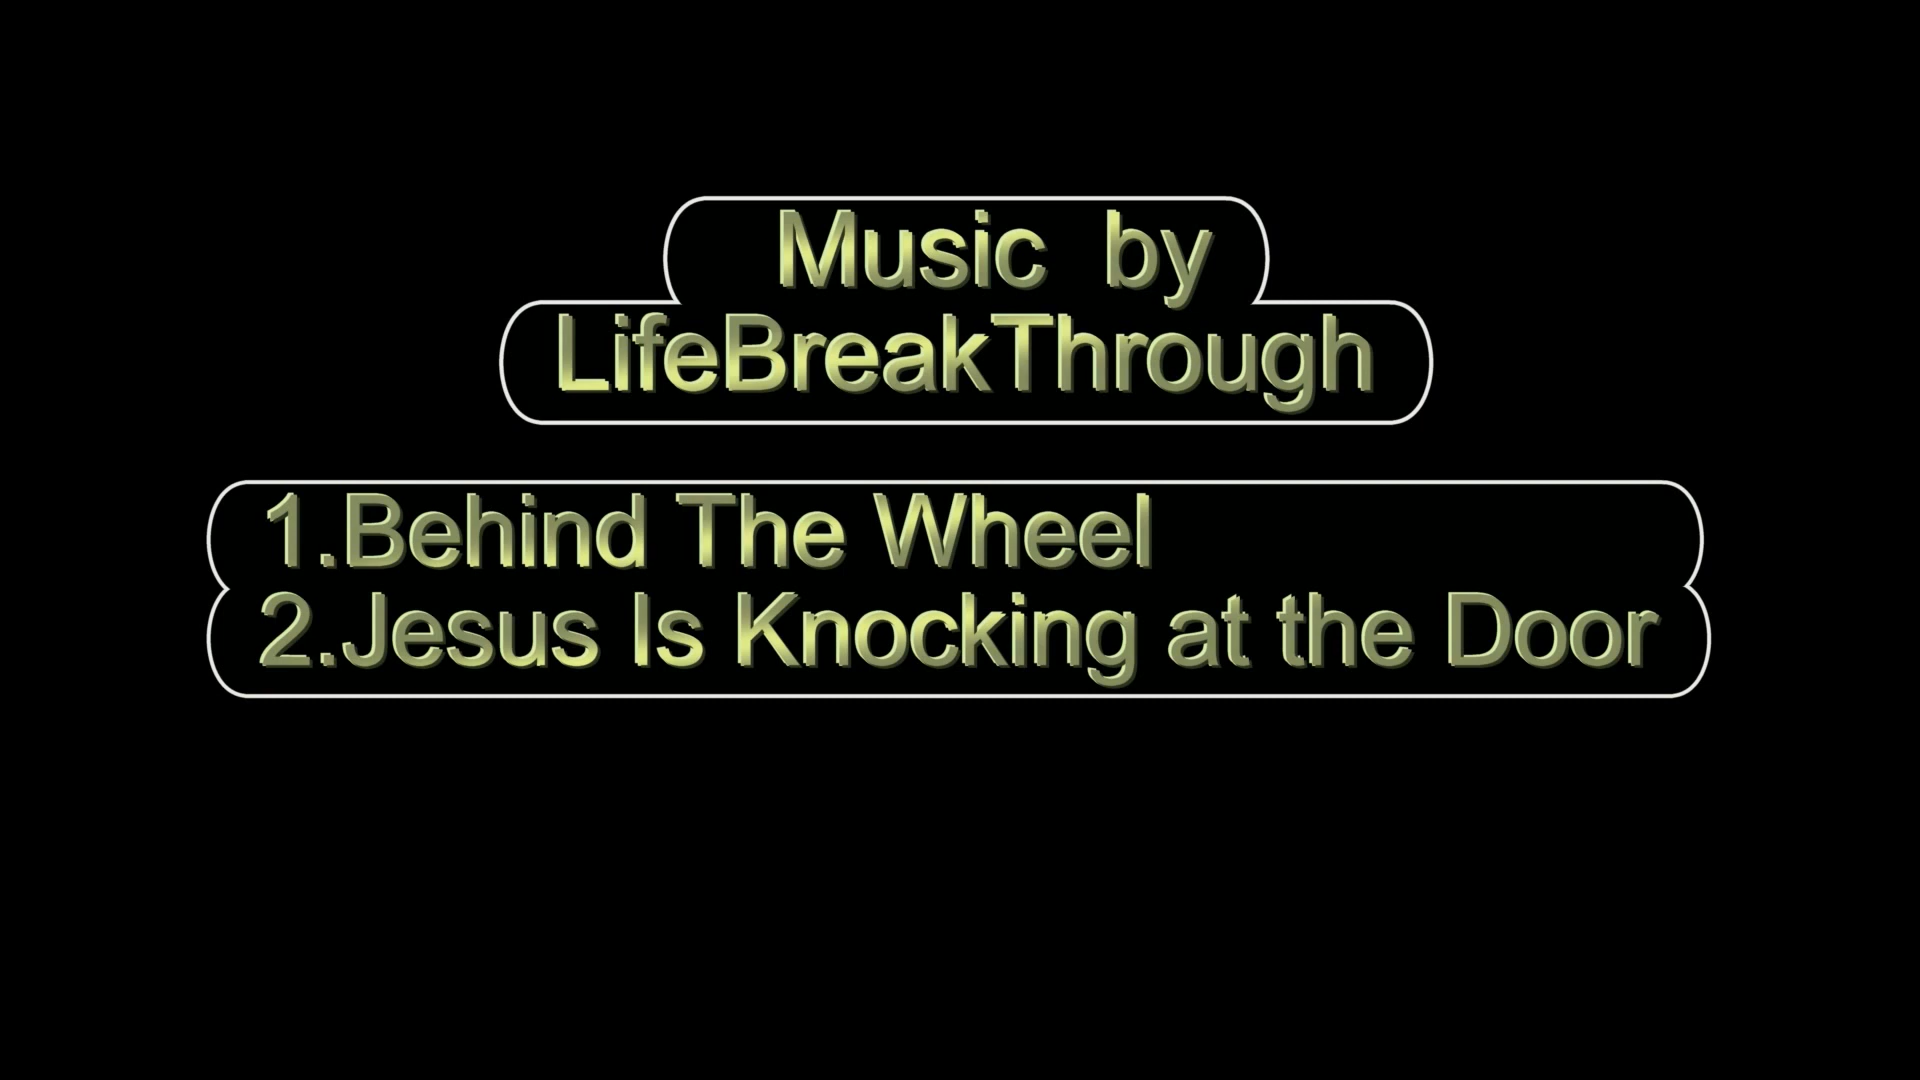 Music by
LifeBreakThrough
1.Behind The Wheel
2.Jesus Is Knocking at the Door